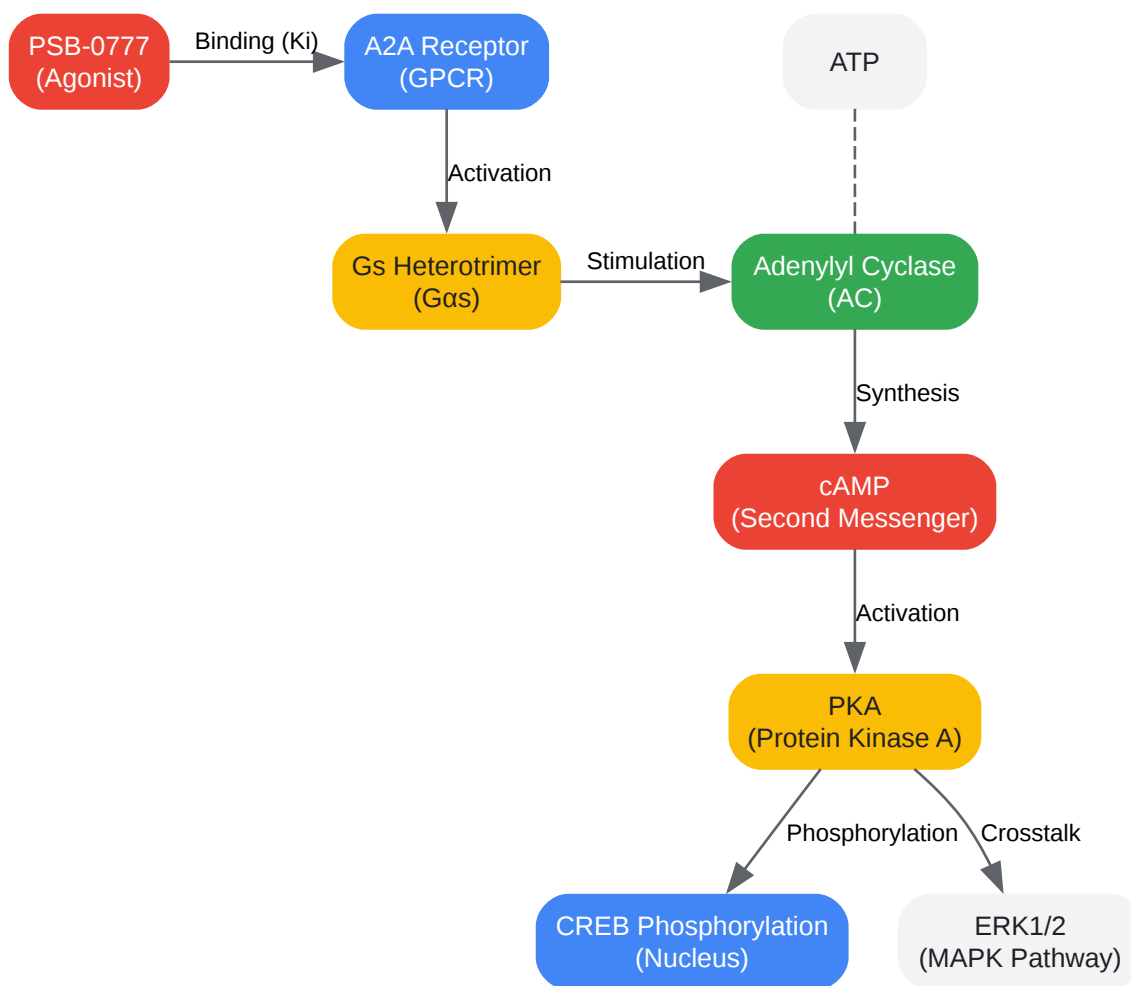 PSB-0777
(Agonist)
Binding (Ki)
A2A Receptor
(GPCR)
ATP
Activation
Gs Heterotrimer
(Gαs)
Stimulation
Adenylyl Cyclase
(AC)
Synthesis
cAMP
(Second Messenger)
Activation
PKA
(Protein Kinase A)
Phosphorylation
Crosstalk
CREB Phosphorylation
(Nucleus)
ERK1/2
(MAPK Pathway)